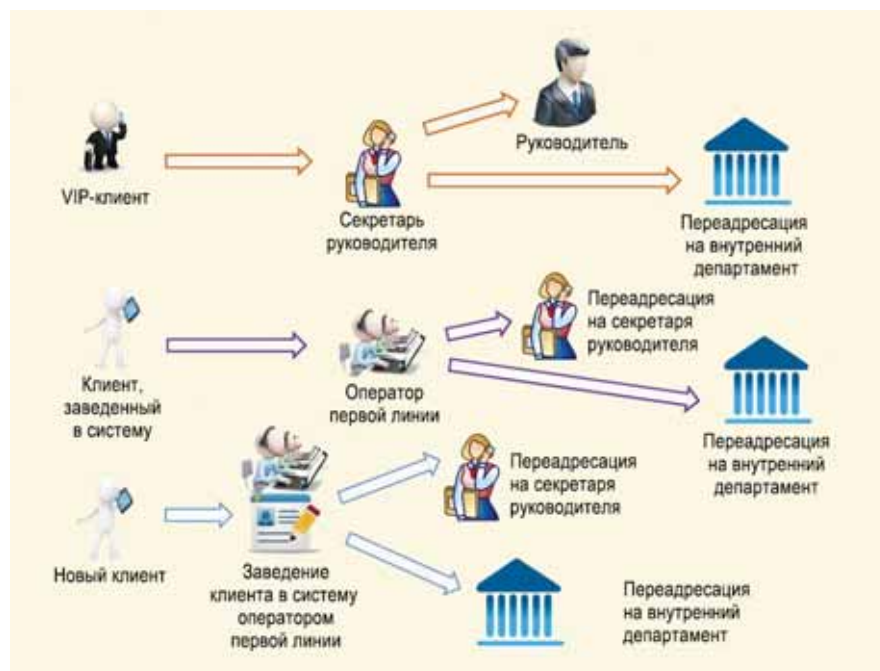 Руководитель
VIP-клиент
Секретарь
руководителя
Переадресация
на внутренний
департамент
Клиент,
заведенный
в систему
Оператор
первой линии
Переадресация
на секретаря
руководителя
Переадресация
на внутренний
департамент
Новый клиент
Заведение
клиента в систему
оператором
первой линии
Переадресация
на секретаря
руководителя
Переадресация
на внутренний
департамент